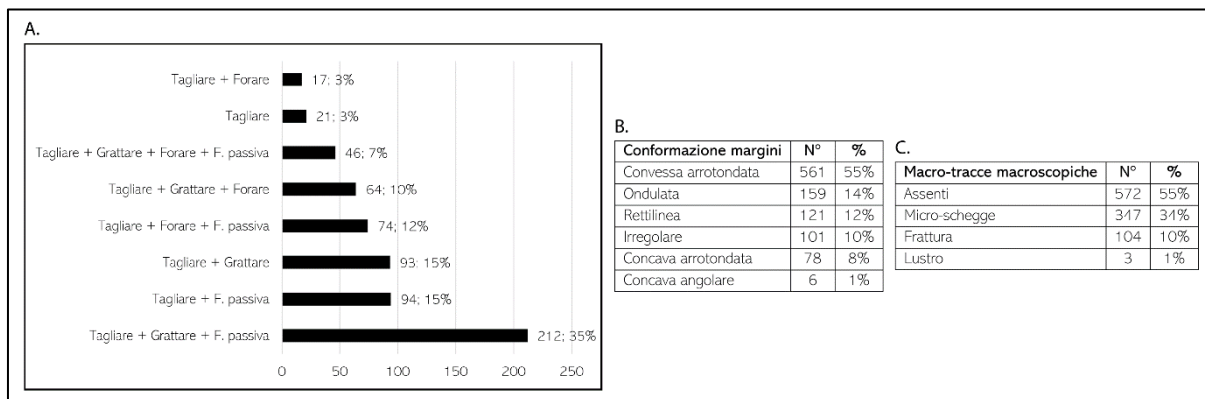 A.
Tagliare + Forare 17; 3%
Tagliare 21; 3%
Tagliare + Grattare + Forare + F. passiva 46; 7%
Tagliare + Grattare + Forare 64; 10%
Tagliare + Forare + F. passiva 74; 12%
Tagliare + Grattare 93; 15%
Tagliare + F. passiva 94; 15%
Tagliare + Grattare + F. passiva 212; 35%
0 50 100 150 200 250
B.
Conformazione margini N° %
Convessa arrotondata 561 55%
Ondulata 159 14%
Rettilinea 121 12%
Irregolare 101 10%
Concava arrotondata 78 8%
Concava angolare 6 1%
C.
Macro-tracce macroscopiche N° %
Assenti 572 55%
Micro-schegge 347 34%
Frattura 104 10%
Lustro 3 1%